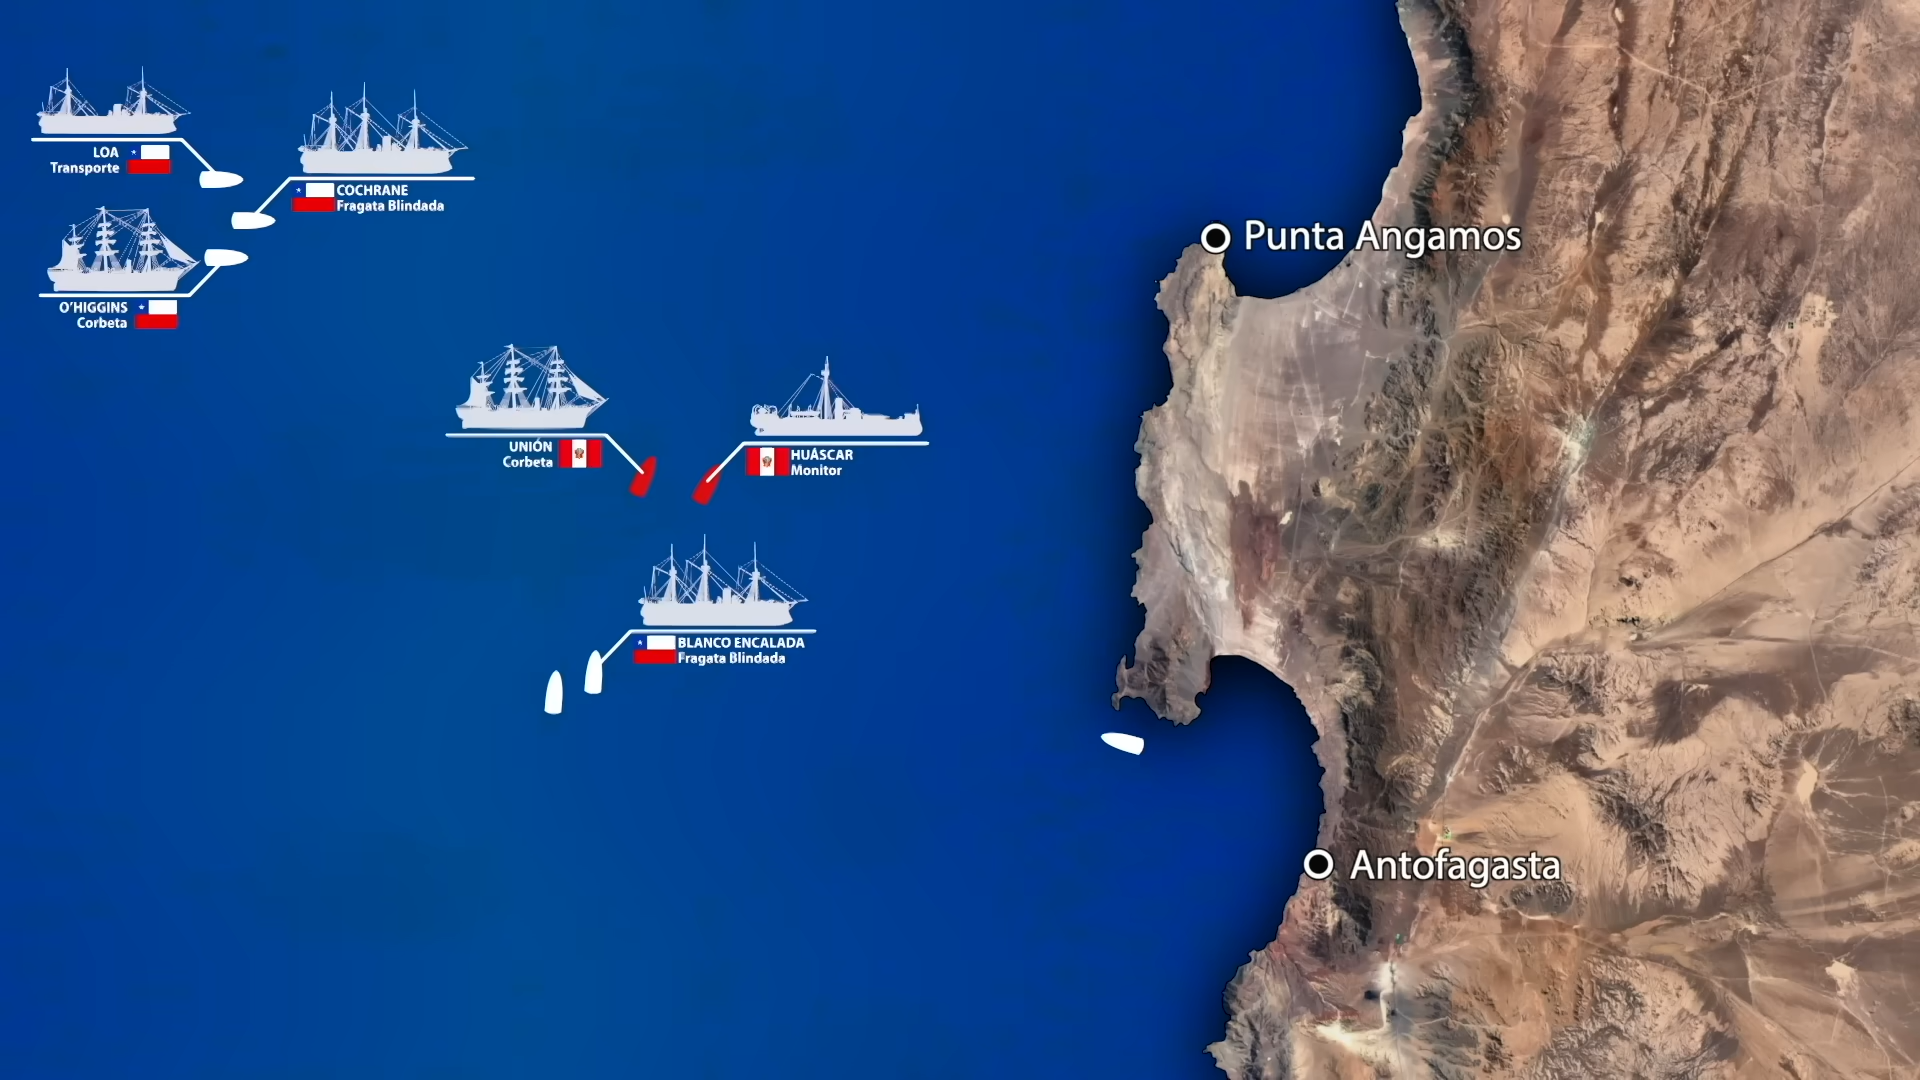 LOA
Transporte
COCHRANE
Fragata Blindada
O'HIGGINS
Corbeta
Punta Angamos
UNIÓN
Corbeta
HUÁSCAR
Monitor
BLANCO ENCALADA
Fragata Blindada
Antofagasta